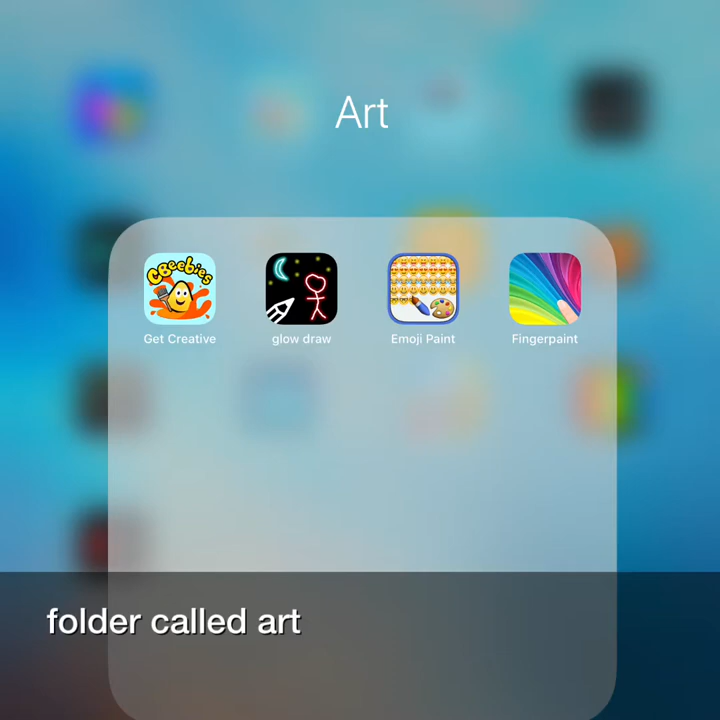 Art
CBeebies
Get Creative
glow draw
Emoji Paint
Fingerpaint
folder called art